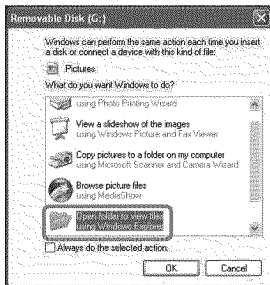 Removable Disk (G:)
Windows can perform the same action each time you insert
a disk or connect a device with this kind of file:
Pictures
What do you want Windows to do?
using Photo Printing Wizard
View a slideshow of the images
using Windows Picture and Fax Viewer
Copy pictures to a folder on my computer
using Microsoft Scanner and Camera Wizard
Browse picture files
using MediaShow
Open folder to view files
using Windows Explorer
Always do the selected action.
OK
Cancel